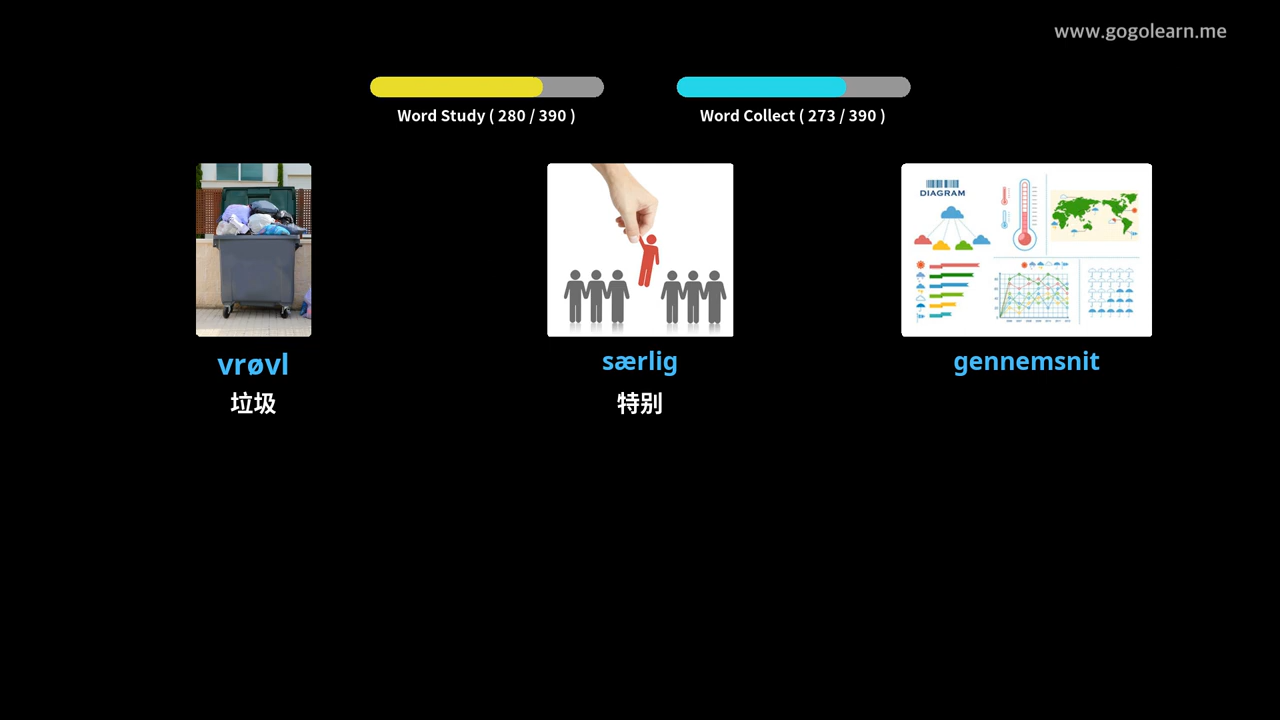 www.gogolearn.me
Word Study ( 280 / 390 )
Word Collect ( 273 / 390 )
DIAGRAM
vrøvl
særlig
gennemsnit
垃圾
特别